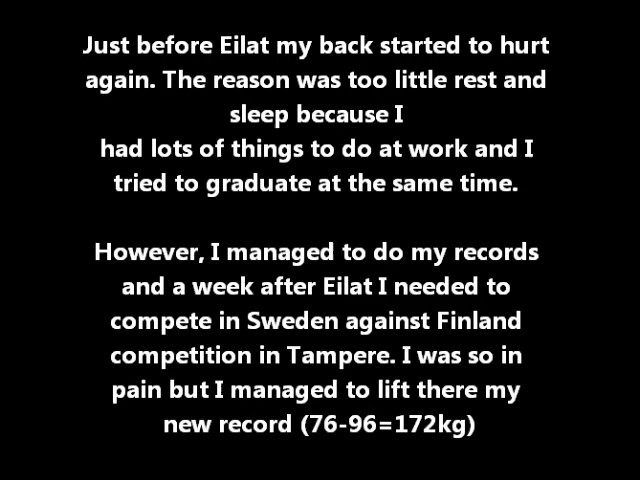 Just before Eilat my back started to hurt
again. The reason was too little rest and
sleep because I
had lots of things to do at work and I
tried to graduate at the same time.
However, I managed to do my records
and a week after Eilat I needed to
compete in Sweden against Finland
competition in Tampere. I was so in
pain but I managed to lift there my
new record (76-96=172kg)